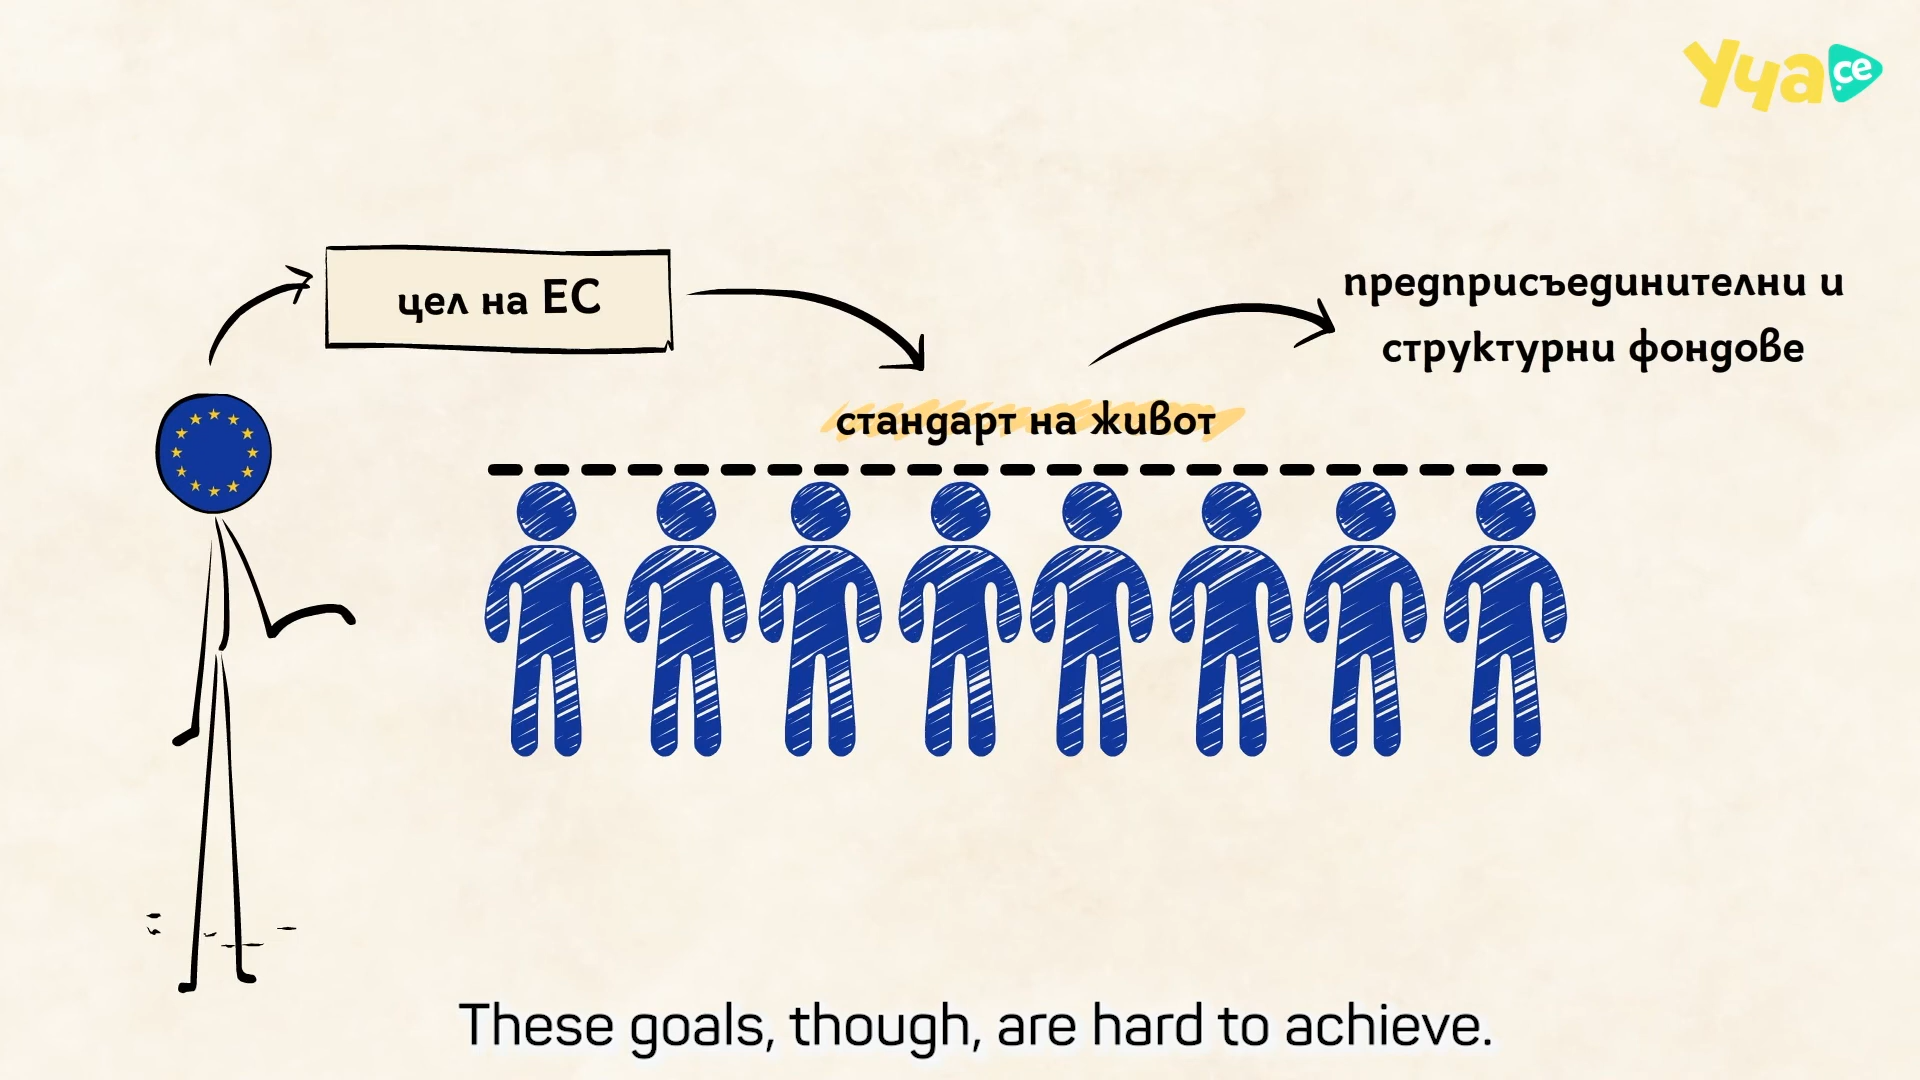 Уча се
цел на ЕС
предприсъединителни и
структурни фондове
стандарт на живот
These goals, though, are hard to achieve.